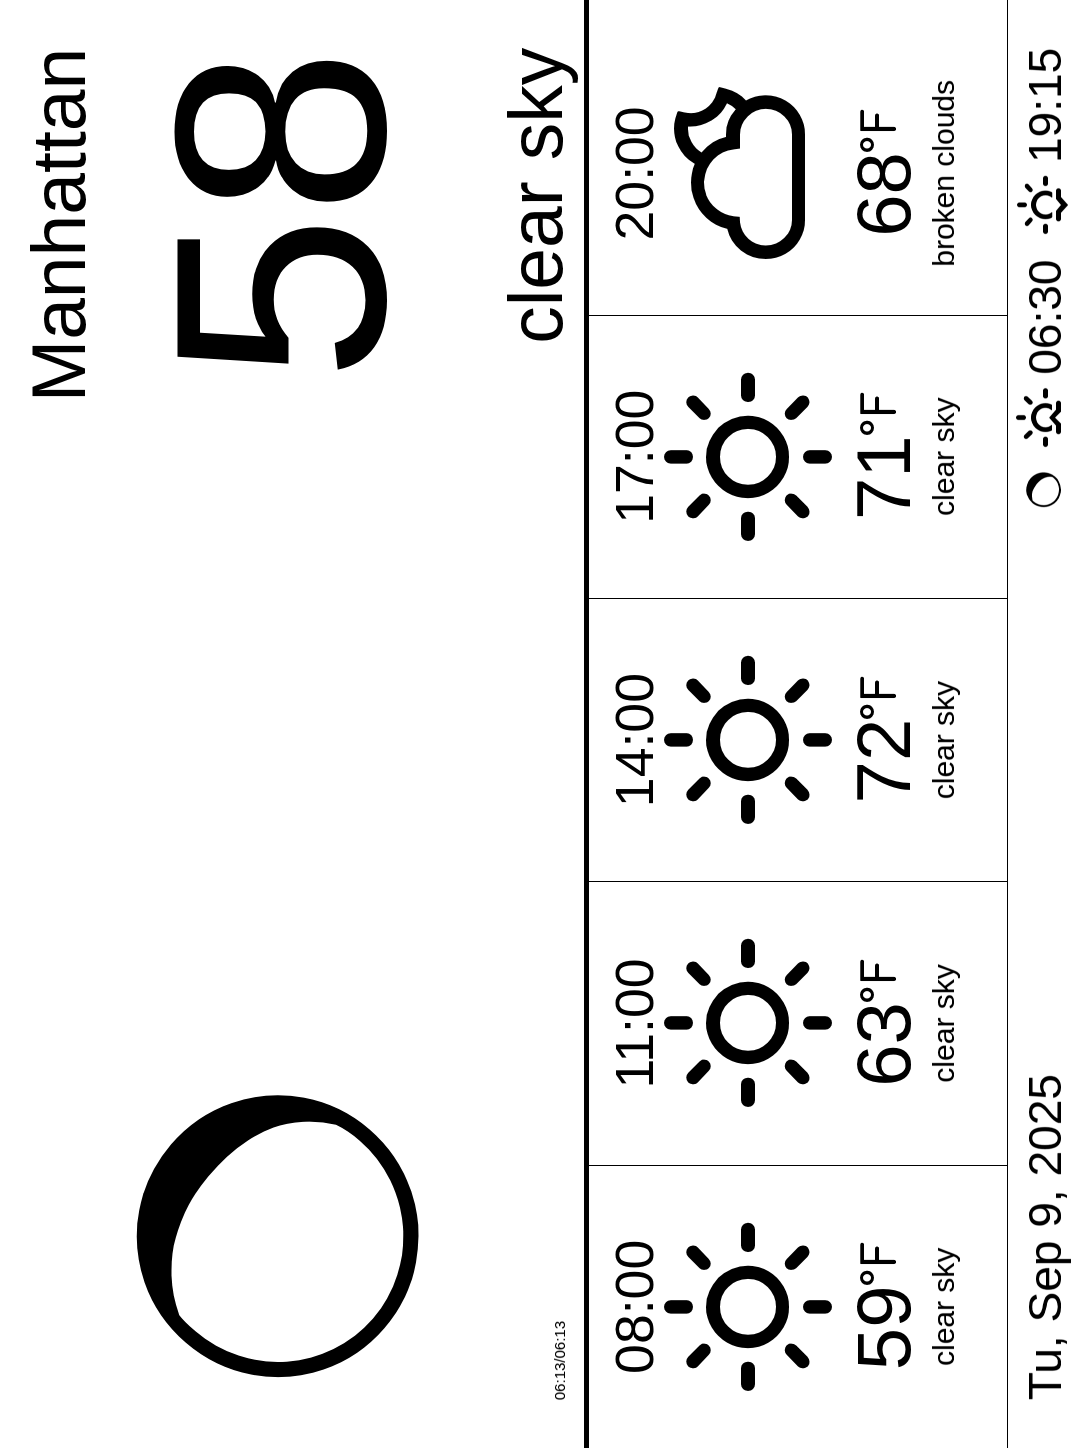 Manhattan
58
clear sky
06:13/06:13
08:00
59°F
clear sky
11:00
63°F
clear sky
14:00
72°F
clear sky
17:00
71°F
clear sky
20:00
68°F
broken clouds
Tu, Sep 9, 2025
06:30 19:15